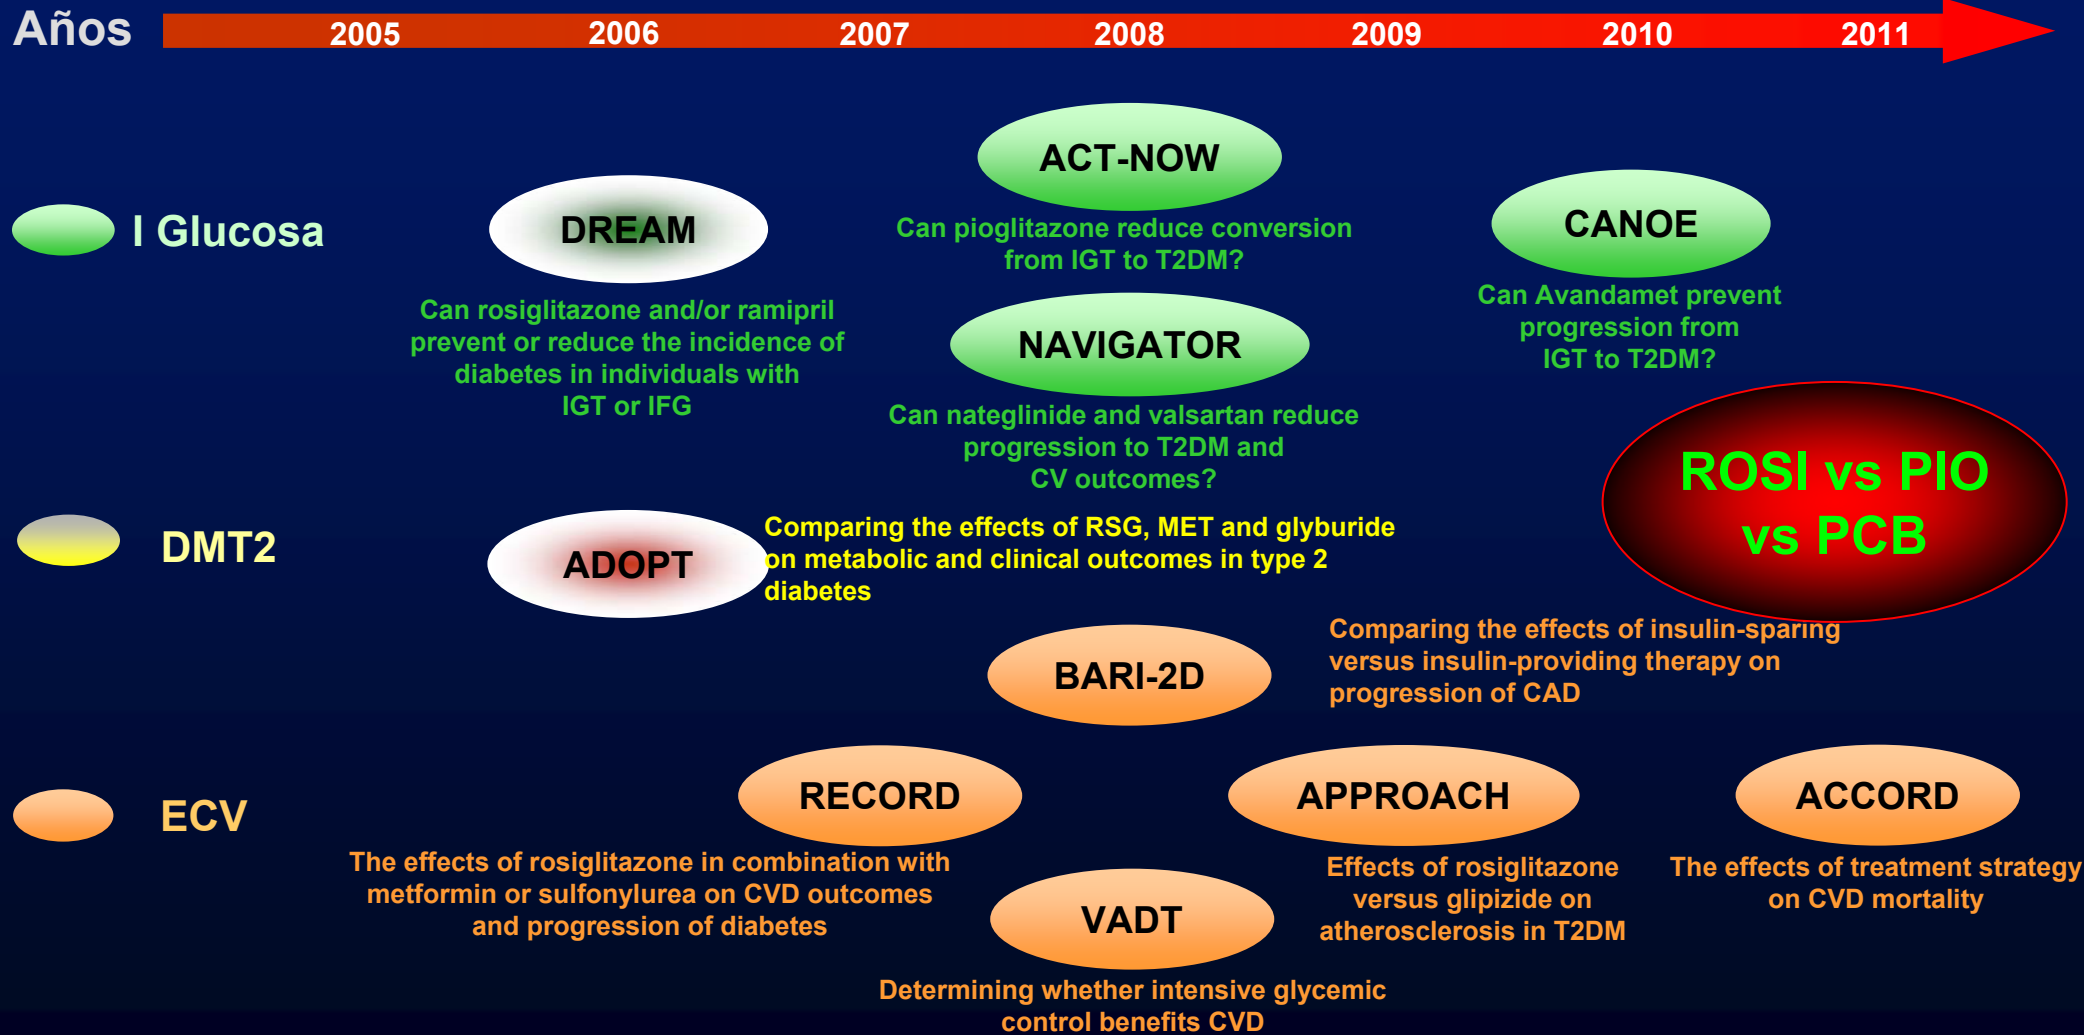 Años
2005 2006 2007 2008 2009 2010 2011
I Glucosa
DREAM
Can rosiglitazone and/or ramipril
prevent or reduce the incidence of
diabetes in individuals with
IGT or IFG
ACT-NOW
Can pioglitazone reduce conversion
from IGT to T2DM?
NAVIGATOR
Can nateglinide and valsartan reduce
progression to T2DM and
CV outcomes?
CANOE
Can Avandamet prevent
progression from
IGT to T2DM?
ROSI vs PIO
vs PCB
DMT2
ADOPT
Comparing the effects of RSG, MET and glyburide
on metabolic and clinical outcomes in type 2
diabetes
BARI-2D
Comparing the effects of insulin-sparing
versus insulin-providing therapy on
progression of CAD
ECV
RECORD
The effects of rosiglitazone in combination with
metformin or sulfonylurea on CVD outcomes
and progression of diabetes
VADT
Determining whether intensive glycemic
control benefits CVD
APPROACH
Effects of rosiglitazone
versus glipizide on
atherosclerosis in T2DM
ACCORD
The effects of treatment strategy
on CVD mortality